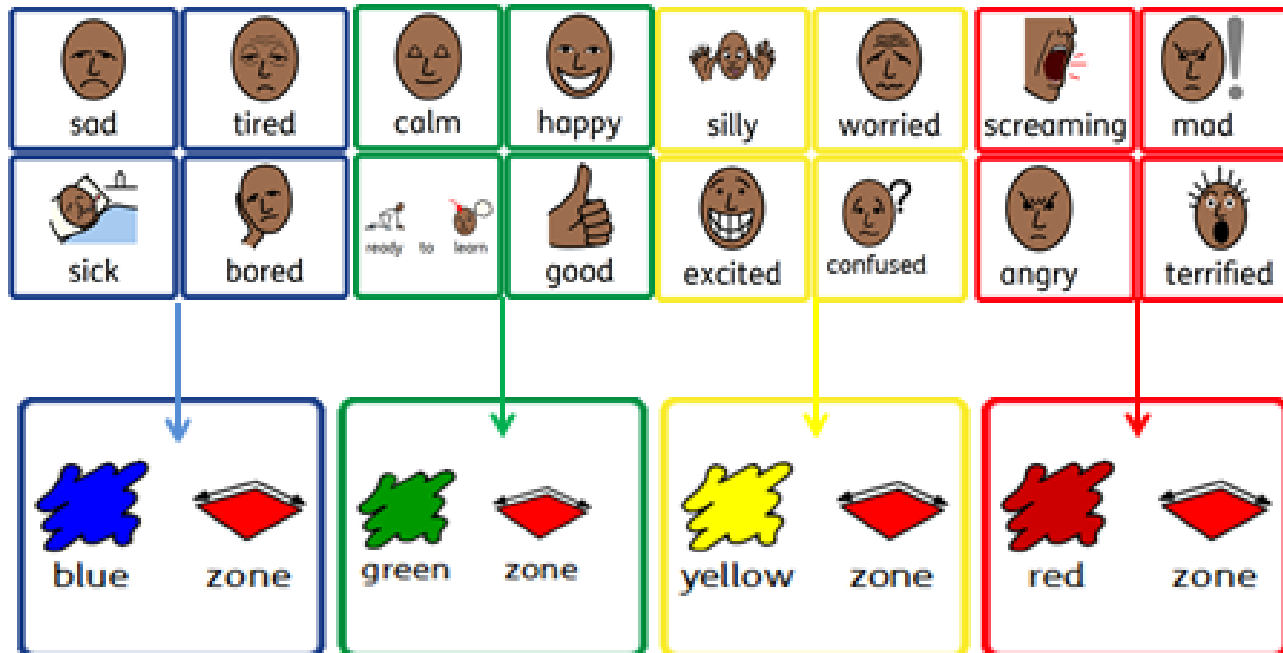 sad tired calm happy silly worried screaming mad
sick bored ready to learn good excited confused angry terrified
blue zone green zone yellow zone red zone